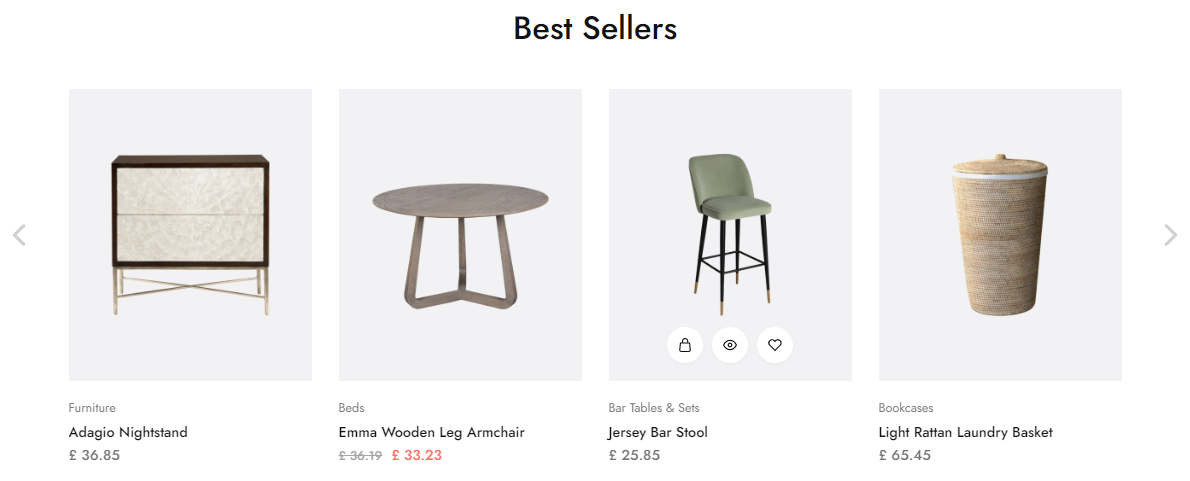 Best Sellers
Furniture
Adagio Nightstand
£ 36.85
Beds
Emma Wooden Leg Armchair
£ 36.19 £ 33.23
Bar Tables & Sets
Jersey Bar Stool
£ 25.85
Bookcases
Light Rattan Laundry Basket
£ 65.45